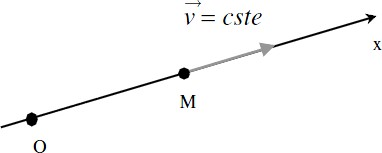 v⃗ = cste
x
M
O